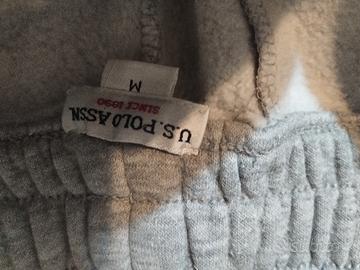 U.S. POLO ASSN.
SINCE 1890
M